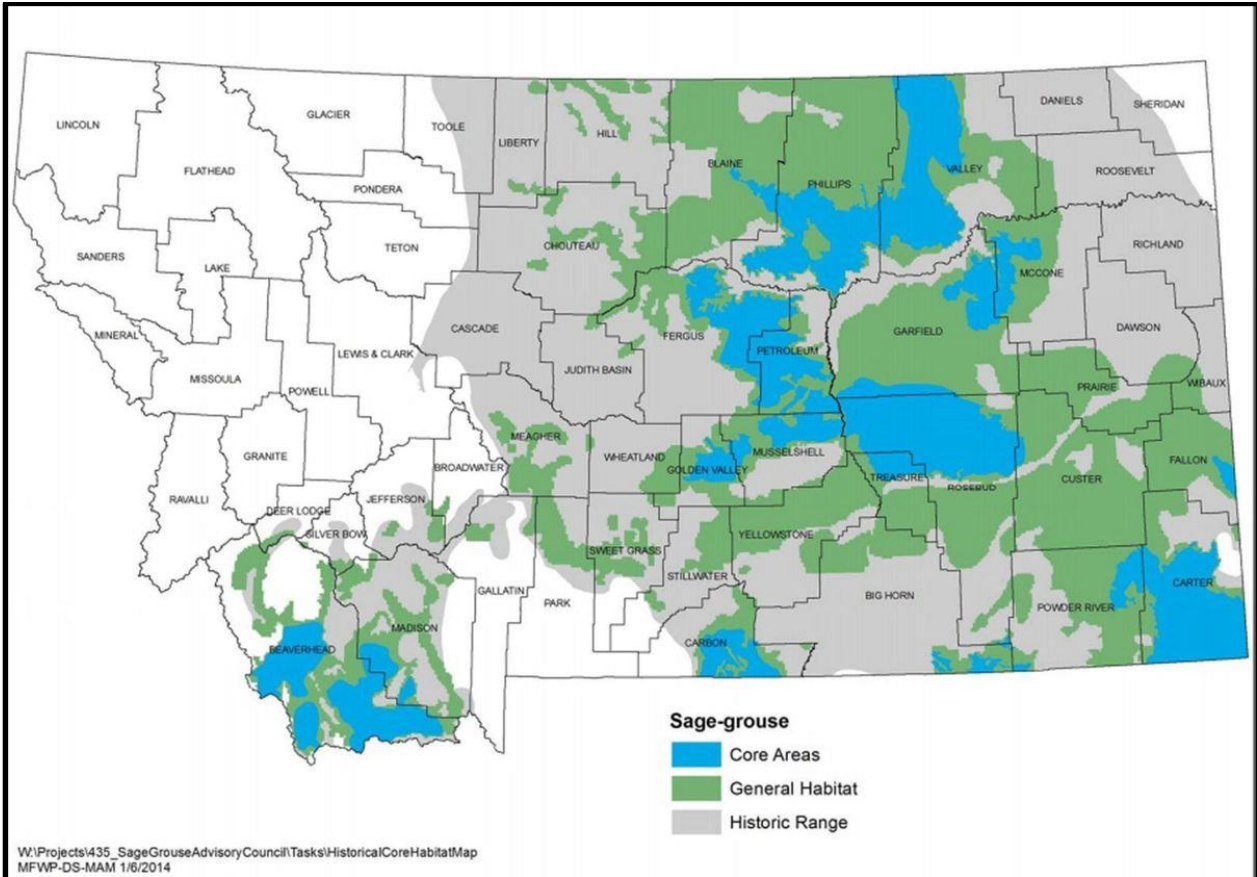 LINCOLN
FLATHEAD
GLACIER
TOOLE
LIBERTY
HILL
BLAINE
PHILLIPS
VALLEY
DANIELS
SHERIDAN
ROOSEVELT
PONDERA
TETON
CHOUTEAU
RICHLAND
SANDERS
LAKE
MCCONE
MINERAL
MISSOULA
POWELL
LEWIS & CLARK
CASCADE
JUDITH BASIN
FERGUS
PETROLEUM
GARFIELD
DAWSON
PRAIRIE
WIBAUX
RAVALLI
GRANITE
DEER LODGE
SILVER BOW
JEFFERSON
BROADWATER
MEAGHER
WHEATLAND
GOLDEN VALLEY
MUSSELSHELL
TREASURE
ROSEBUD
CUSTER
FALLON
BEAVERHEAD
MADISON
GALLATIN
PARK
SWEET GRASS
STILLWATER
YELLOWSTONE
CARBON
BIG HORN
POWDER RIVER
CARTER
Sage-grouse
Core Areas
General Habitat
Historic Range
W:\Projects\435_SageGrouseAdvisoryCouncil\Tasks\HistoricalCoreHabitatMap
MFWP-DS-MAM 1/6/2014